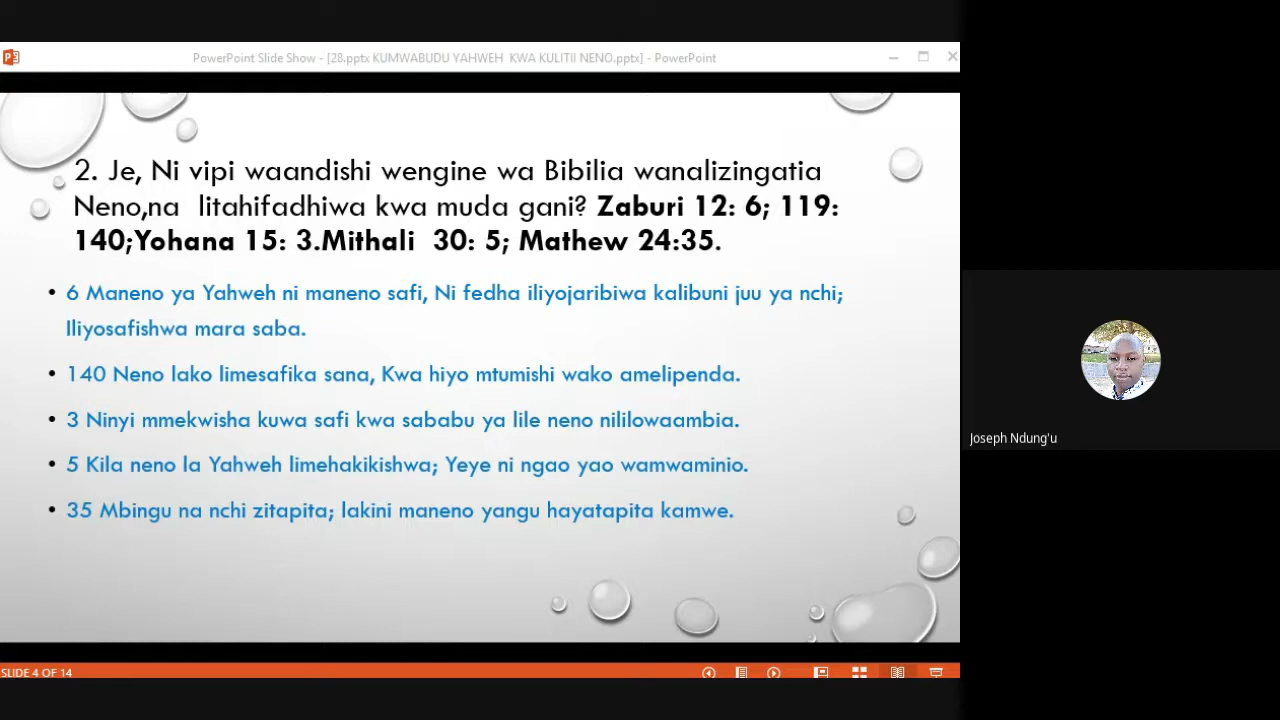 PowerPoint Slide Show - [28.pptx KUMWABUDU YAHWEH  KWA KULITII NENO.pptx] - PowerPoint
2. Je, Ni vipi waandishi wengine wa Bibilia wanalizingatia
Neno,na  litahifadhiwa kwa muda gani? Zaburi 12: 6; 119:
140;Yohana 15: 3.Mithali  30: 5; Mathew 24:35.
• 6 Maneno ya Yahweh ni maneno safi, Ni fedha iliyojaribiwa kalibuni juu ya nchi;
Iliyosafishwa mara saba.
• 140 Neno lako limesafika sana, Kwa hiyo mtumishi wako amelipenda.
• 3 Ninyi mmekwisha kuwa safi kwa sababu ya lile neno nililowaambia.
• 5 Kila neno la Yahweh limehakikishwa; Yeye ni ngao yao wamwaminio.
• 35 Mbingu na nchi zitapita; lakini maneno yangu hayatapita kamwe.
Joseph Ndung'u
SLIDE 4 OF 14